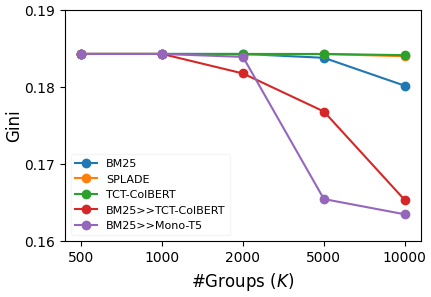 0.19
0.18
0.17
0.16
Gini
BM25
SPLADE
TCT-ColBERT
BM25>>TCT-ColBERT
BM25>>Mono-T5
500 1000 2000 5000 10000
#Groups (K)